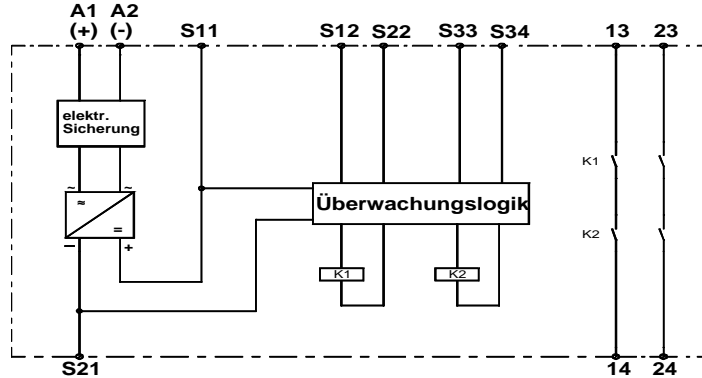 A1 A2
(+) (-) S11 S12 S22 S33 S34 13 23
elektr.
Sicherung
~ ~
≈
=
– +
Überwachungslogik
K1
K2
K1 K2
S21 14 24